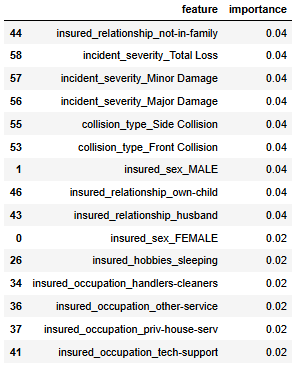 feature importance
44 insured_relationship_not-in-family 0.04
58 incident_severity_Total Loss 0.04
57 incident_severity_Minor Damage 0.04
56 incident_severity_Major Damage 0.04
55 collision_type_Side Collision 0.04
53 collision_type_Front Collision 0.04
1 insured_sex_MALE 0.04
46 insured_relationship_own-child 0.04
43 insured_relationship_husband 0.04
0 insured_sex_FEMALE 0.02
26 insured_hobbies_sleeping 0.02
34 insured_occupation_handlers-cleaners 0.02
36 insured_occupation_other-service 0.02
37 insured_occupation_priv-house-serv 0.02
41 insured_occupation_tech-support 0.02